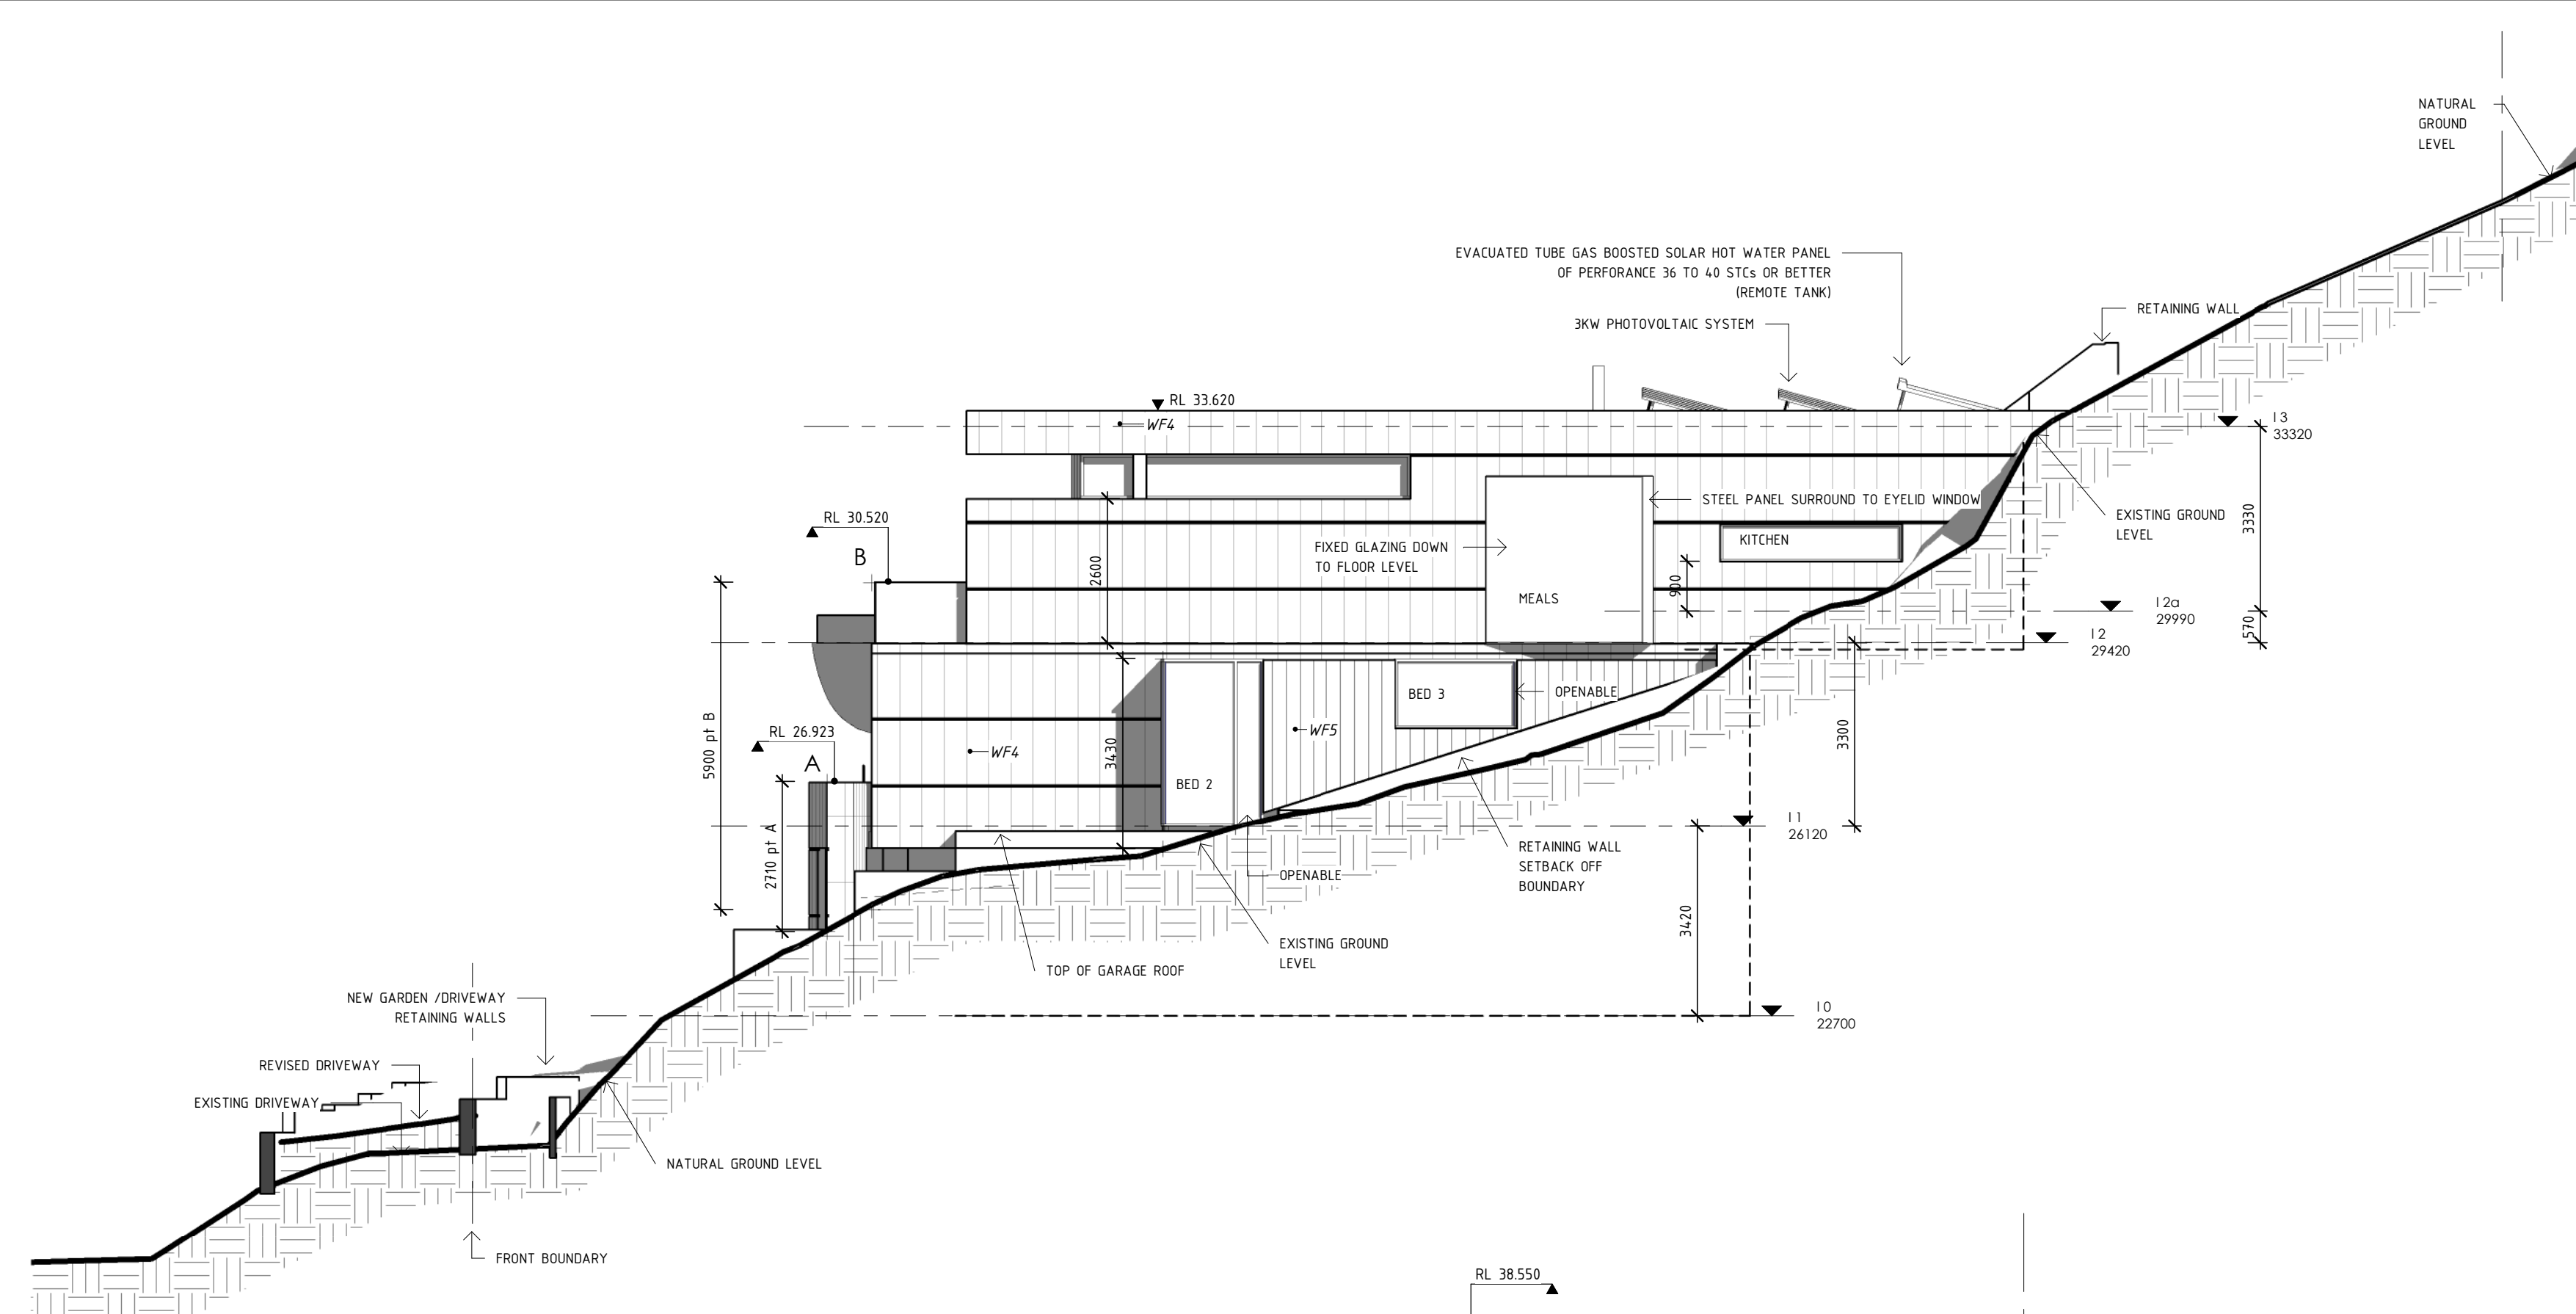 NATURAL
GROUND
LEVEL
EVACUATED TUBE GAS BOOSTED SOLAR HOT WATER PANEL
OF PERFORANCE 36 TO 40 STCs OR BETTER
(REMOTE TANK)
3KW PHOTOVOLTAIC SYSTEM
RETAINING WALL
RL 33.620
WF4
I 3
33320
STEEL PANEL SURROUND TO EYELID WINDOW
RL 30.520
B
EXISTING GROUND
LEVEL
3330
KITCHEN
FIXED GLAZING DOWN
TO FLOOR LEVEL
2600
900
MEALS
I 2a
29990
570
I 2
29420
BED 3
OPENABLE
5900 pt B
RL 26.923
WF4
3430
WF5
3300
A
BED 2
I 1
26120
2710 pt A
RETAINING WALL
SETBACK OFF
BOUNDARY
OPENABLE
3420
EXISTING GROUND
LEVEL
TOP OF GARAGE ROOF
NEW GARDEN /DRIVEWAY
RETAINING WALLS
I 0
22700
REVISED DRIVEWAY
EXISTING DRIVEWAY
NATURAL GROUND LEVEL
FRONT BOUNDARY
RL 38.550